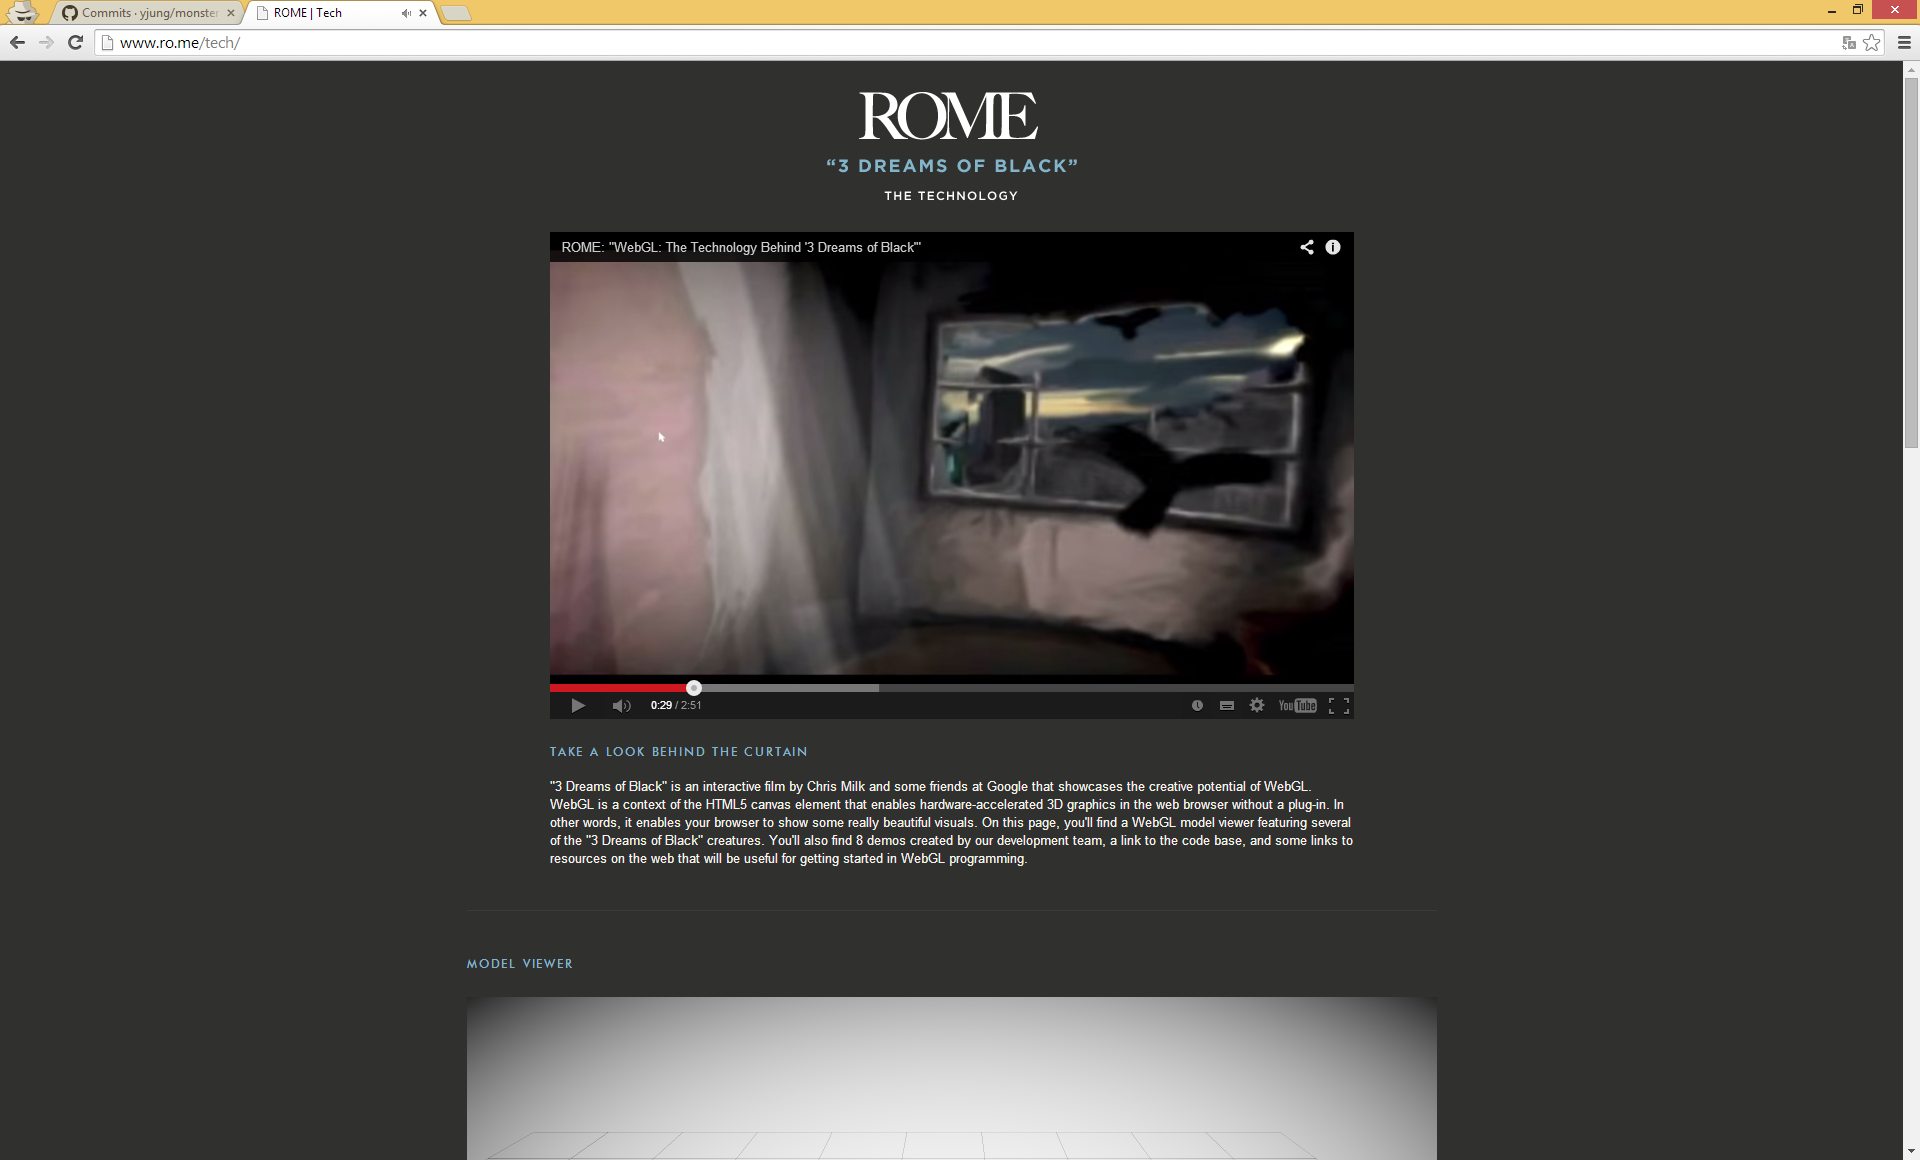 Commits · yjung/monster
ROME | Tech
www.ro.me/tech/
ROME
“3 DREAMS OF BLACK”
THE TECHNOLOGY
ROME: "WebGL: The Technology Behind '3 Dreams of Black'"
0:29 / 2:51
YouTube
TAKE A LOOK BEHIND THE CURTAIN
"3 Dreams of Black" is an interactive film by Chris Milk and some friends at Google that showcases the creative potential of WebGL.
WebGL is a context of the HTML5 canvas element that enables hardware-accelerated 3D graphics in the web browser without a plug-in. In
other words, it enables your browser to show some really beautiful visuals. On this page, you'll find a WebGL model viewer featuring several
of the "3 Dreams of Black" creatures. You'll also find 8 demos created by our development team, a link to the code base, and some links to
resources on the web that will be useful for getting started in WebGL programming.
MODEL VIEWER